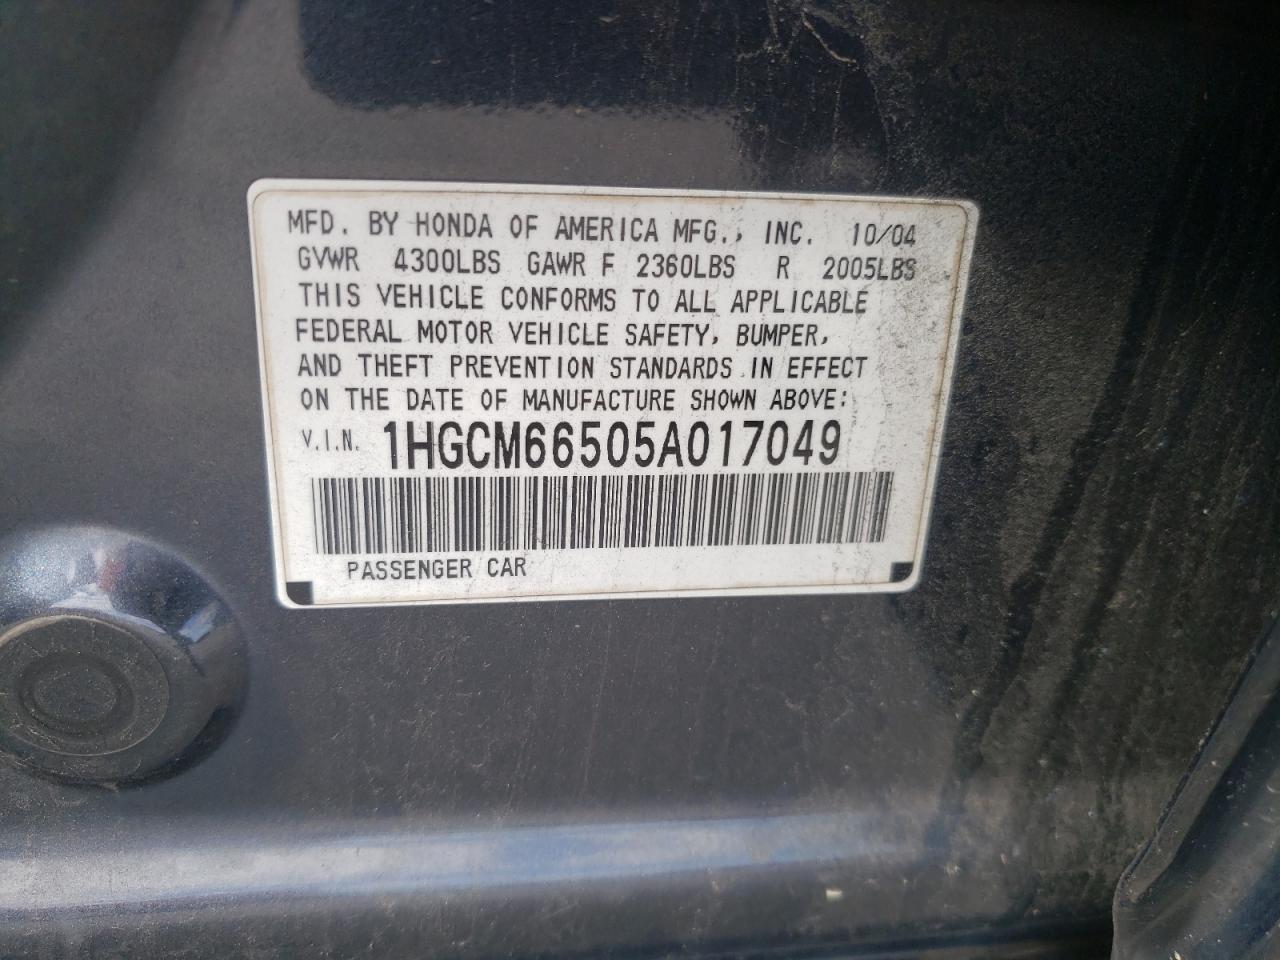 MFD. BY HONDA OF AMERICA MFG., INC. 10/04
GVWR 4300LBS GAWR F 2360LBS R 2005LBS
THIS VEHICLE CONFORMS TO ALL APPLICABLE
FEDERAL MOTOR VEHICLE SAFETY, BUMPER,
AND THEFT PREVENTION STANDARDS IN EFFECT
ON THE DATE OF MANUFACTURE SHOWN ABOVE:
V.I.N. 1HGCM66505A017049
PASSENGER CAR